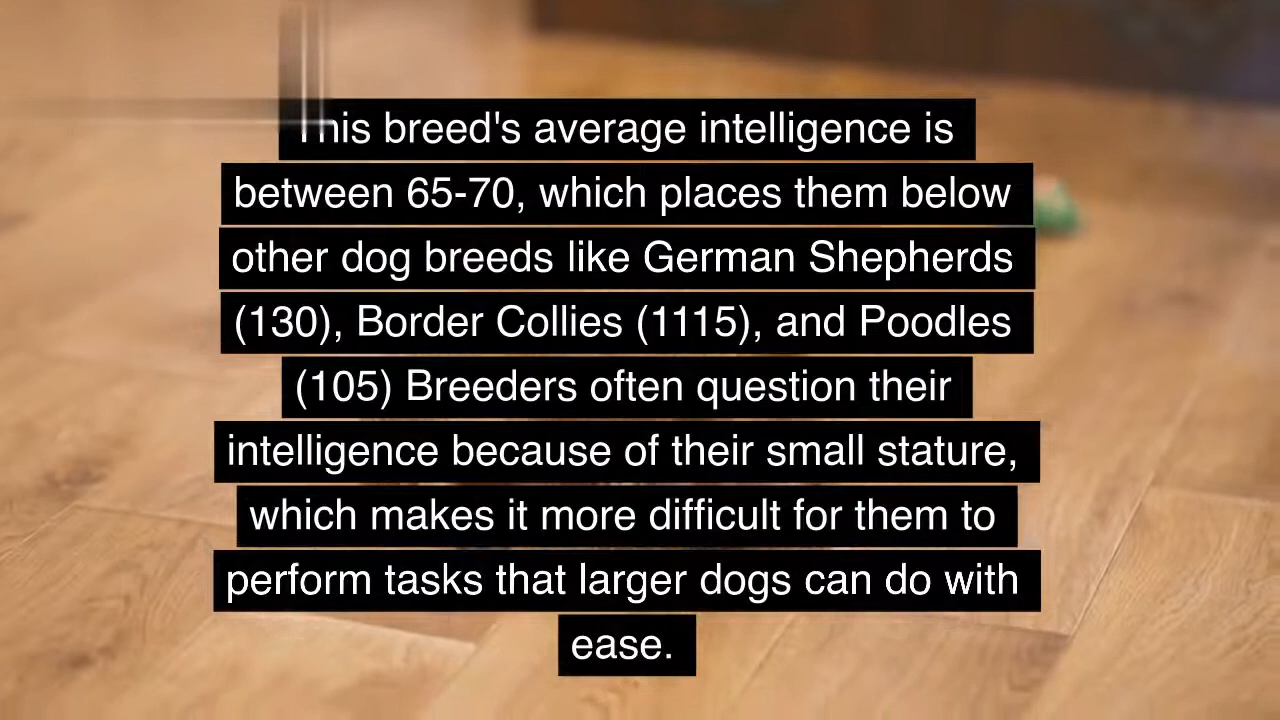 This breed's average intelligence is
between 65-70, which places them below
other dog breeds like German Shepherds
(130), Border Collies (1115), and Poodles
(105) Breeders often question their
intelligence because of their small stature,
which makes it more difficult for them to
perform tasks that larger dogs can do with
ease.